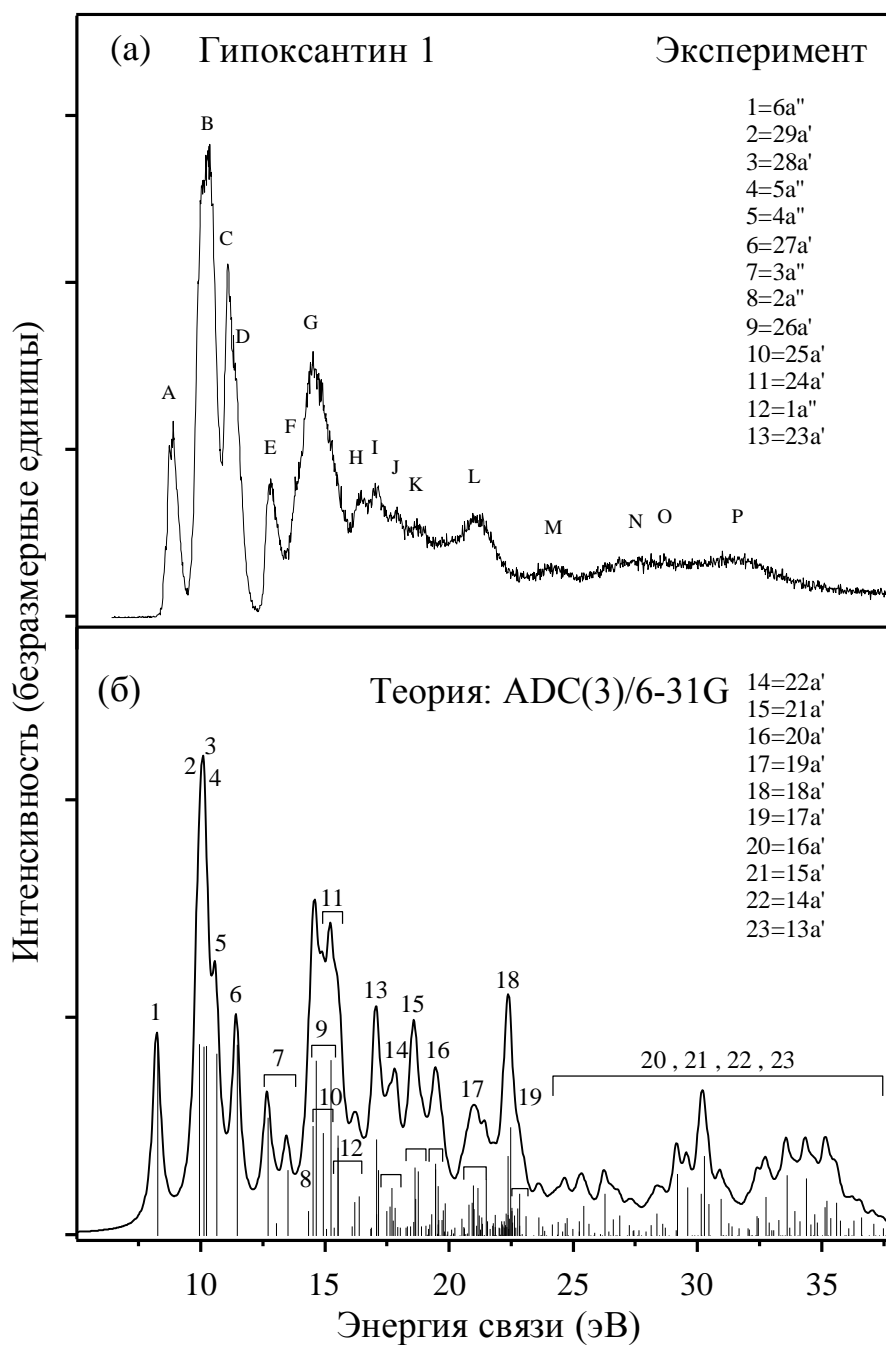 (а) Гипоксантин 1 Эксперимент
1=6a"
2=29a'
3=28a'
4=5a"
5=4a"
6=27a'
7=3a"
8=2a"
9=26a'
10=25a'
11=24a'
12=1a"
13=23a'
A
B
C
D
E
F
G
H
I
J
K
L
M
N
O
P
Интенсивность (безразмерные единицы)
(б) Теория: ADC(3)/6-31G
14=22a'
15=21a'
16=20a'
17=19a'
18=18a'
19=17a'
20=16a'
21=15a'
22=14a'
23=13a'
1
2
3
4
5
6
7
8
9
10
11
12
13
14
15
16
17
18
19
20 , 21 , 22 , 23
10 15 20 25 30 35
Энергия связи (эВ)